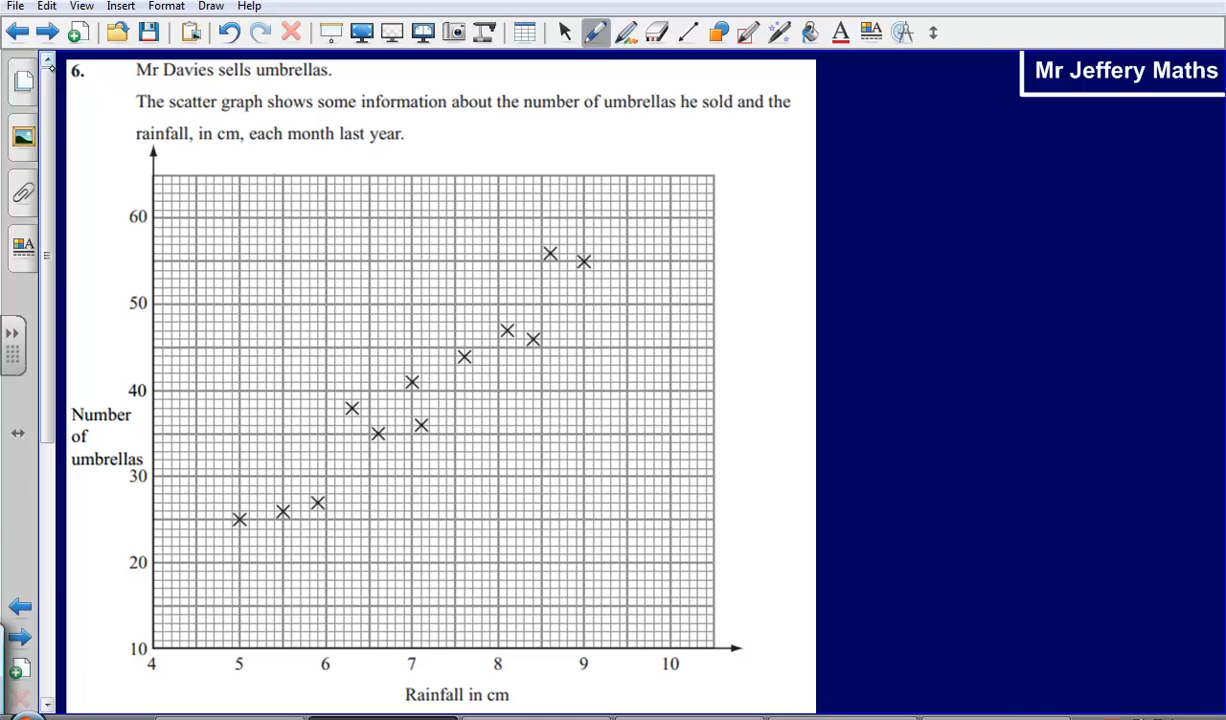 File Edit View Insert Format Draw Help
Mr Jeffery Maths
6. Mr Davies sells umbrellas.
The scatter graph shows some information about the number of umbrellas he sold and the
rainfall, in cm, each month last year.
60
50
40
Number
of
umbrellas
30
20
10
4 5 6 7 8 9 10
Rainfall in cm